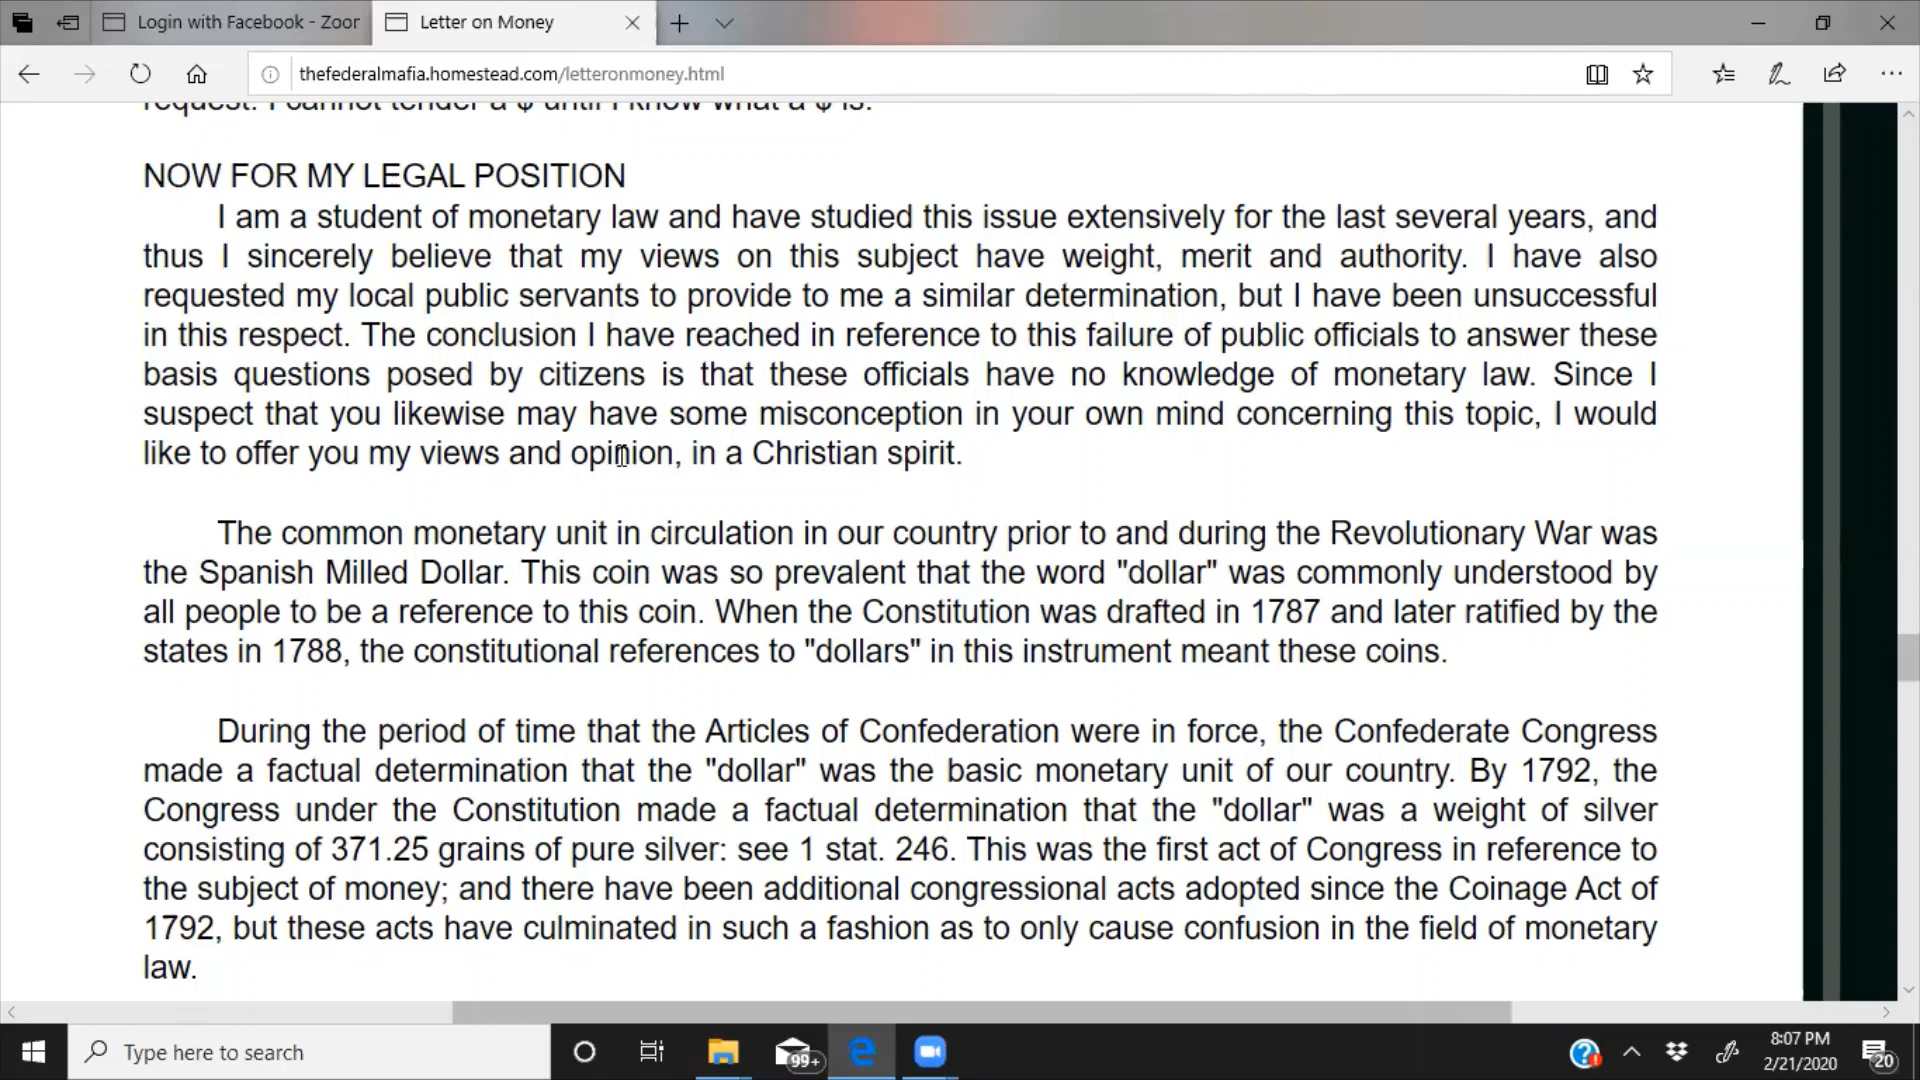 Login with Facebook - Zoor
Letter on Money
thefederalmafia.homestead.com/letteronmoney.html
request. I cannot tender a $ until I know what a $ is.
NOW FOR MY LEGAL POSITION
I am a student of monetary law and have studied this issue extensively for the last several years, and
thus I sincerely believe that my views on this subject have weight, merit and authority. I have also
requested my local public servants to provide to me a similar determination, but I have been unsuccessful
in this respect. The conclusion I have reached in reference to this failure of public officials to answer these
basis questions posed by citizens is that these officials have no knowledge of monetary law. Since I
suspect that you likewise may have some misconception in your own mind concerning this topic, I would
like to offer you my views and opinion, in a Christian spirit.
The common monetary unit in circulation in our country prior to and during the Revolutionary War was
the Spanish Milled Dollar. This coin was so prevalent that the word "dollar" was commonly understood by
all people to be a reference to this coin. When the Constitution was drafted in 1787 and later ratified by the
states in 1788, the constitutional references to "dollars" in this instrument meant these coins.
During the period of time that the Articles of Confederation were in force, the Confederate Congress
made a factual determination that the "dollar" was the basic monetary unit of our country. By 1792, the
Congress under the Constitution made a factual determination that the "dollar" was a weight of silver
consisting of 371.25 grains of pure silver: see 1 stat. 246. This was the first act of Congress in reference to
the subject of money; and there have been additional congressional acts adopted since the Coinage Act of
1792, but these acts have culminated in such a fashion as to only cause confusion in the field of monetary
law.
Type here to search
99+
8:07 PM
2/21/2020
20